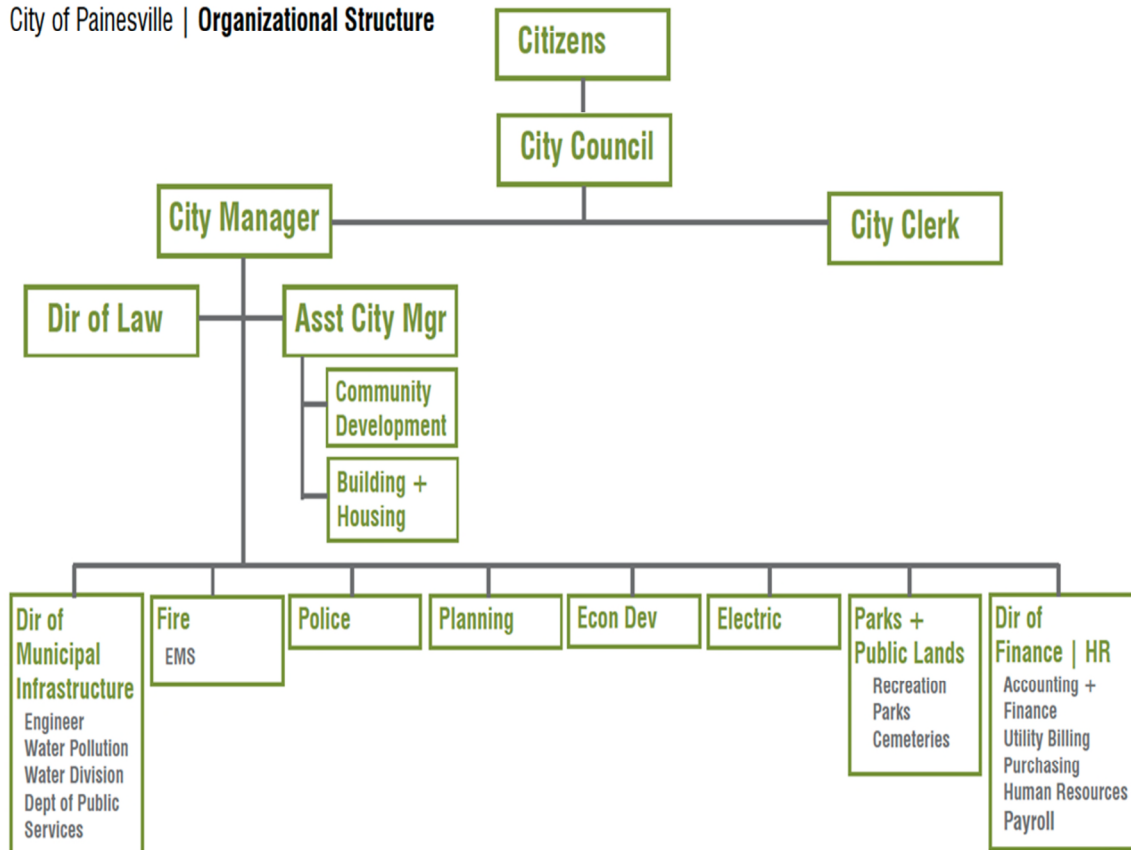 City of Painesville | Organizational Structure
Citizens
City Council
City Manager
City Clerk
Dir of Law
Asst City Mgr
Community
Development
Building +
Housing
Dir of
Municipal
Infrastructure
Engineer
Water Pollution
Water Division
Dept of Public
Services
Fire
EMS
Police
Planning
Econ Dev
Electric
Parks +
Public Lands
Recreation
Parks
Cemeteries
Dir of
Finance | HR
Accounting +
Finance
Utility Billing
Purchasing
Human Resources
Payroll